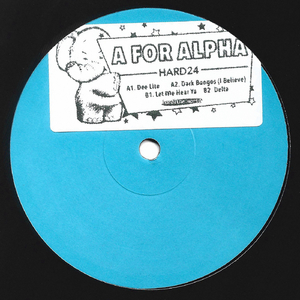 A FOR ALPHA
HARD24
A1. Dee Lite A2. Dark Bongos (I Believe)
B1. Let Me Hear Ya B2 Delta